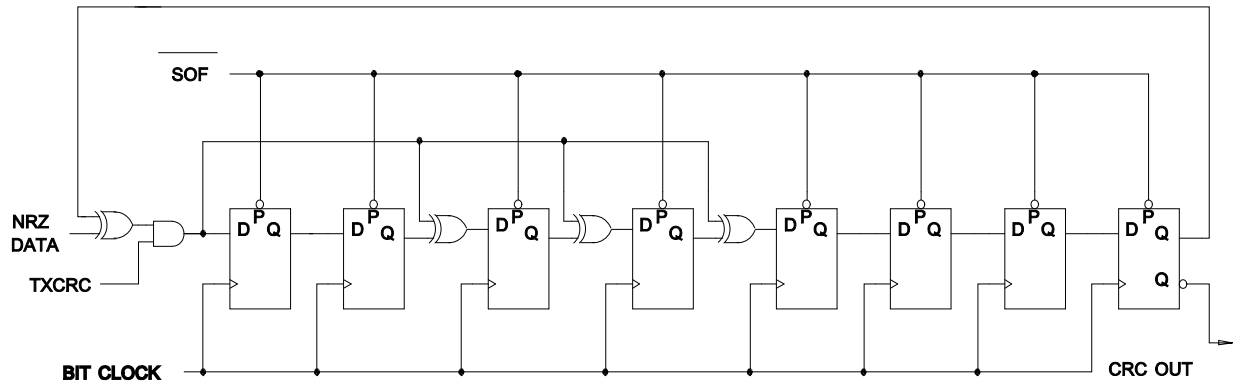 SOF
NRZ
DATA
TXCRC
D P Q
D P Q
D P Q
D P Q
D P Q
D P Q
D P Q
D P Q
Q
BIT CLOCK
CRC OUT